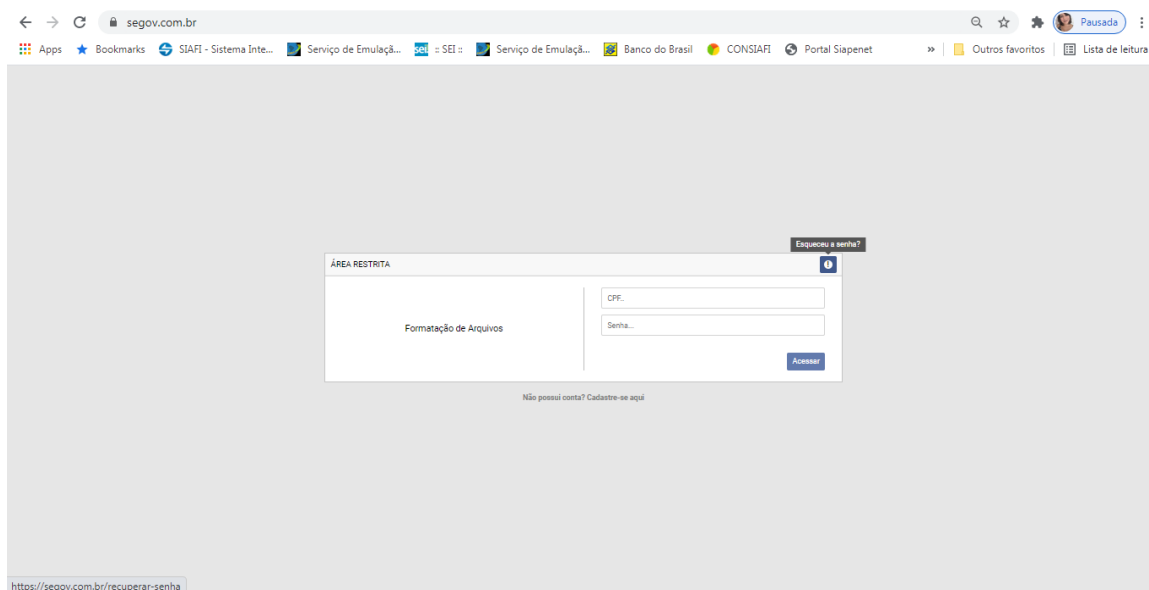 segov.com.br
Pausada
Apps Bookmarks SIAFI - Sistema Inte... Serviço de Emulaçã... sei :: SEI :: Serviço de Emulaçã... Banco do Brasil CONSIAFI Portal Siapenet » Outros favoritos Lista de leitura
Esqueceu a senha?
ÁREA RESTRITA
CPF..
Formatação de Arquivos
Senha...
Acessar
Não possui conta? Cadastre-se aqui
https://segov.com.br/recuperar-senha